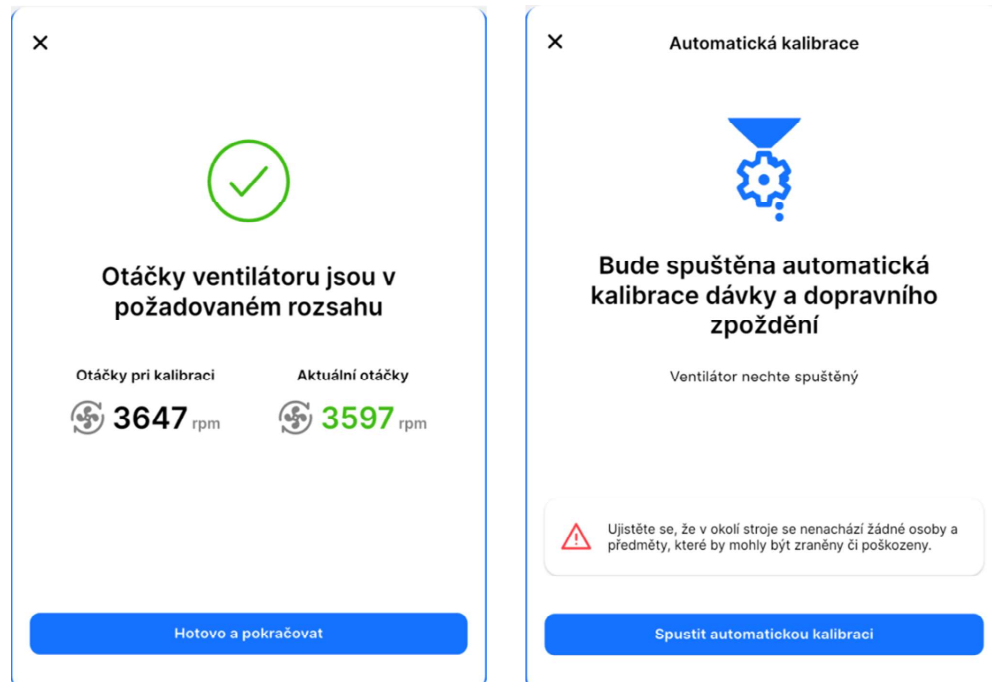 Otáčky ventilátoru jsou v
požadovaném rozsahu
Otáčky pri kalibraci
Aktuální otáčky
3647 rpm
3597 rpm
Hotovo a pokračovat
Automatická kalibrace
Bude spuštěna automatická
kalibrace dávky a dopravního
zpoždění
Ventilátor nechte spuštěný
Ujistěte se, že v okolí stroje se nenachází žádné osoby a
předměty, které by mohly být zraněny či poškozeny.
Spustit automatickou kalibraci